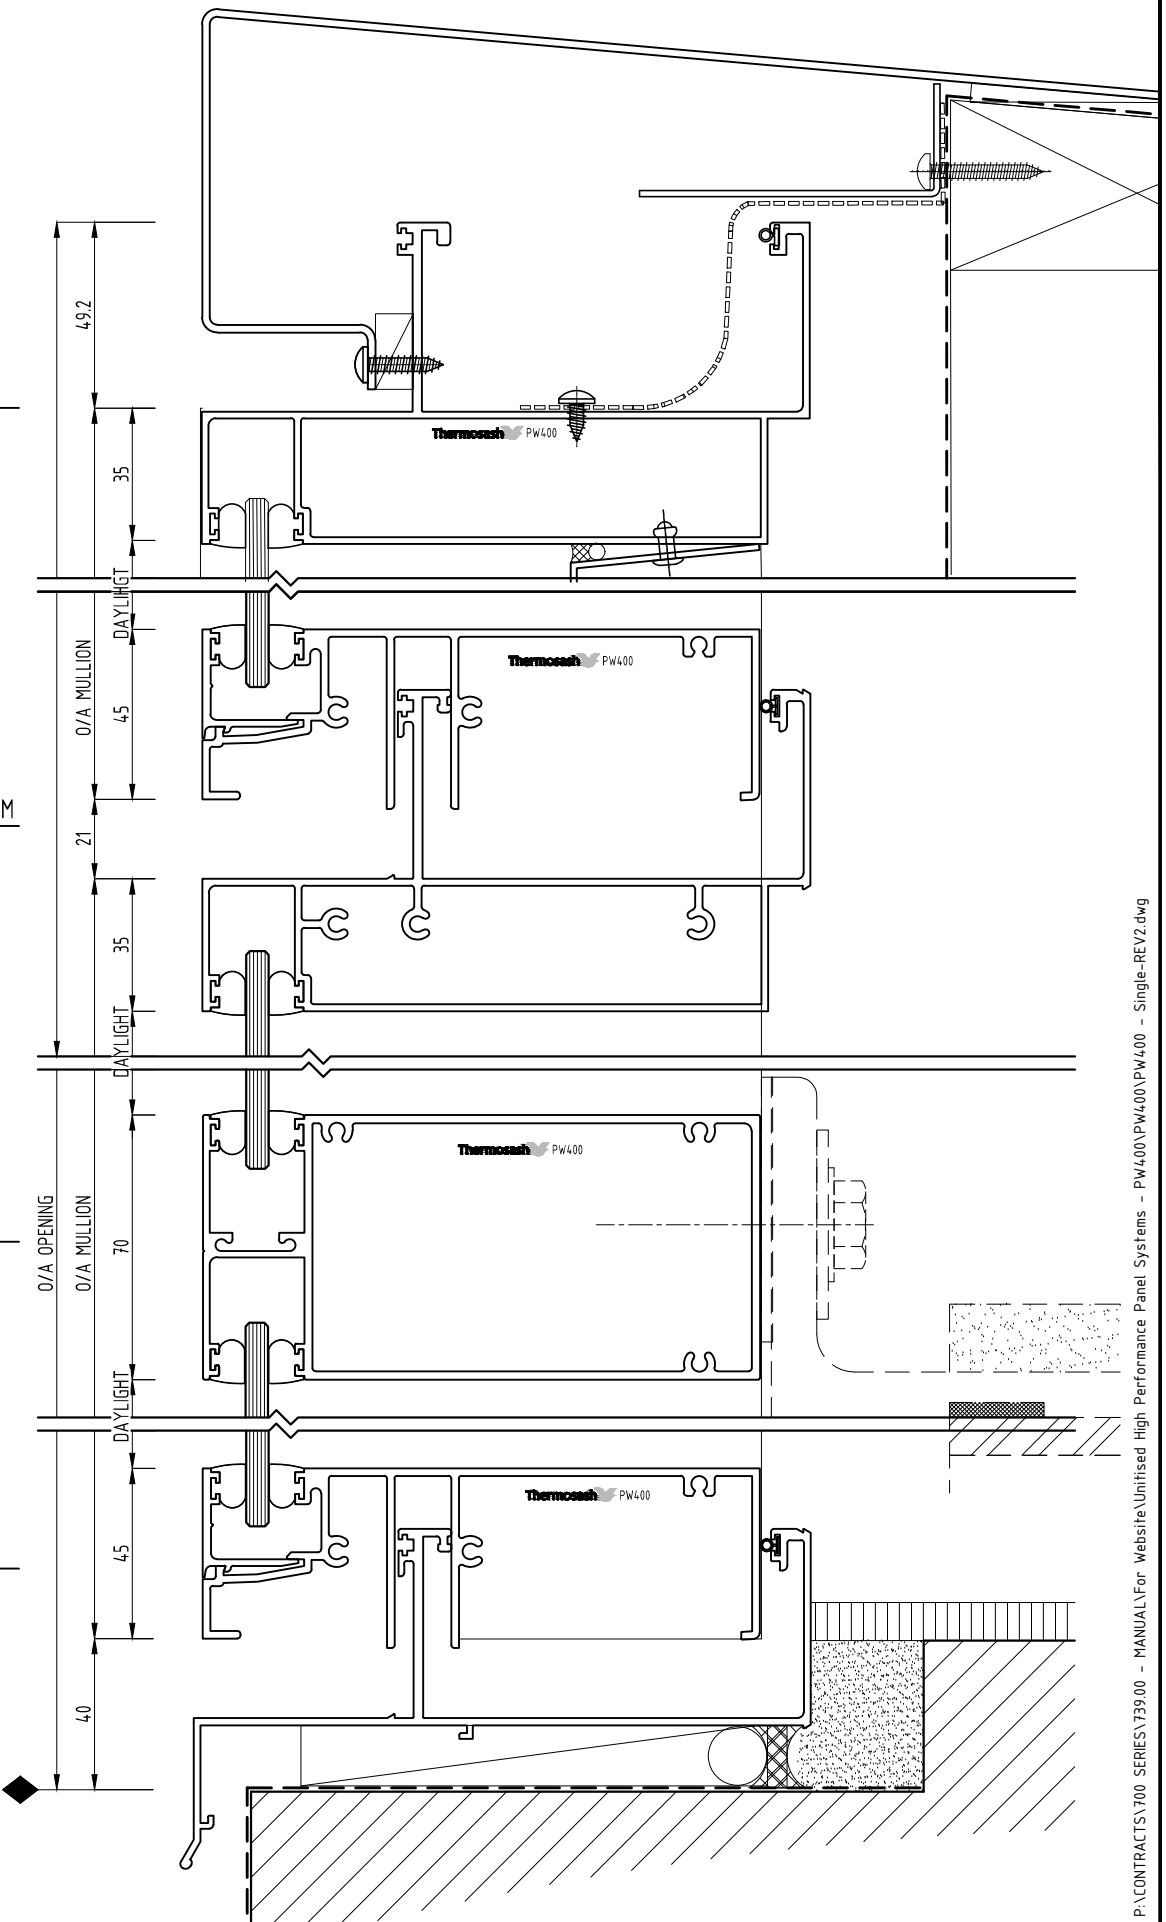 49.2
35
Thermosash PW400
DAYLIHGT
O/A MULLION
45
Thermosash PW400
M
21
35
DAYLIGHT
O/A OPENING
O/A MULLION
70
Thermosash PW400
DAYLIGHT
45
Thermosash PW400
40
P:\CONTRACTS\700 SERIES\739.00 - MANUAL\For Website\Unitised High Performance Panel Systems - PW400\PW400\PW400 - Single-REV2.dwg